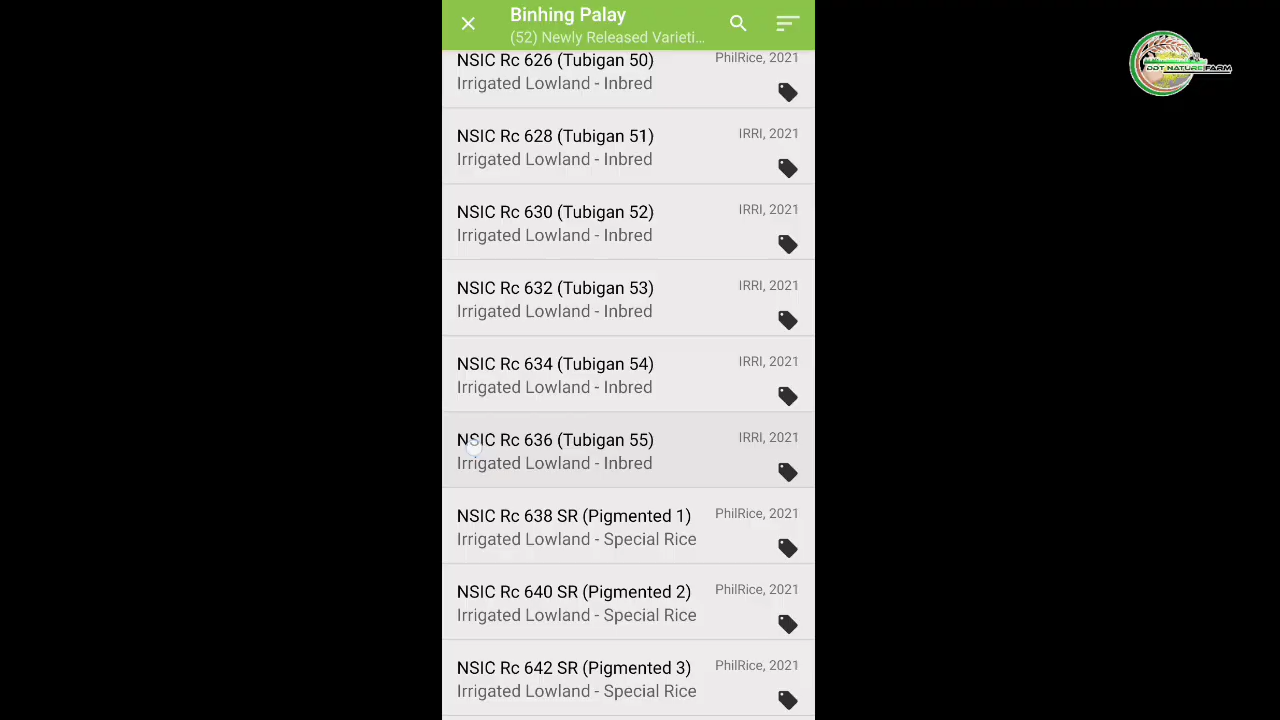 Binhing Palay
(52) Newly Released Varieti...
NSIC Rc 626 (Tubigan 50)
PhilRice, 2021
Irrigated Lowland - Inbred
NSIC Rc 628 (Tubigan 51)
IRRI, 2021
Irrigated Lowland - Inbred
NSIC Rc 630 (Tubigan 52)
IRRI, 2021
Irrigated Lowland - Inbred
NSIC Rc 632 (Tubigan 53)
IRRI, 2021
Irrigated Lowland - Inbred
NSIC Rc 634 (Tubigan 54)
IRRI, 2021
Irrigated Lowland - Inbred
NSIC Rc 636 (Tubigan 55)
IRRI, 2021
Irrigated Lowland - Inbred
NSIC Rc 638 SR (Pigmented 1)
PhilRice, 2021
Irrigated Lowland - Special Rice
NSIC Rc 640 SR (Pigmented 2)
PhilRice, 2021
Irrigated Lowland - Special Rice
NSIC Rc 642 SR (Pigmented 3)
PhilRice, 2021
Irrigated Lowland - Special Rice
DDT NATURE FARM